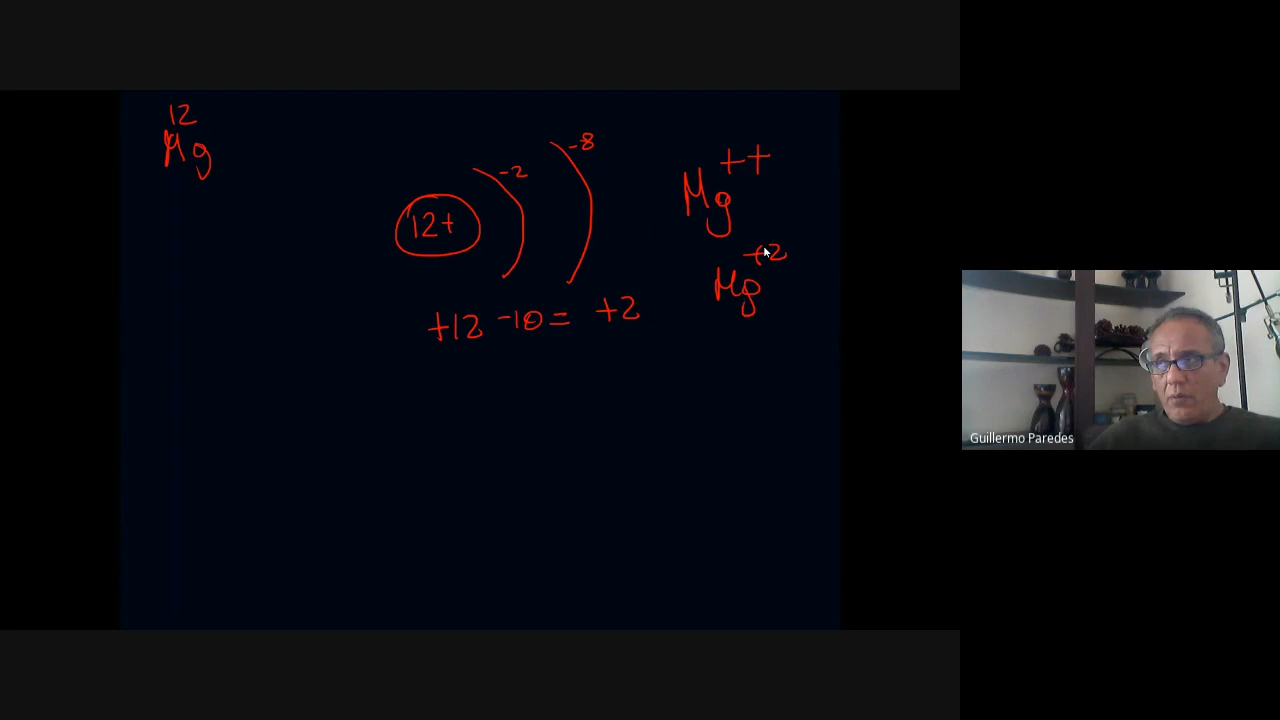 12
Mg
-2
-8
12+
+12 -10 = +2
Mg++
Mg+2
Guillermo Paredes